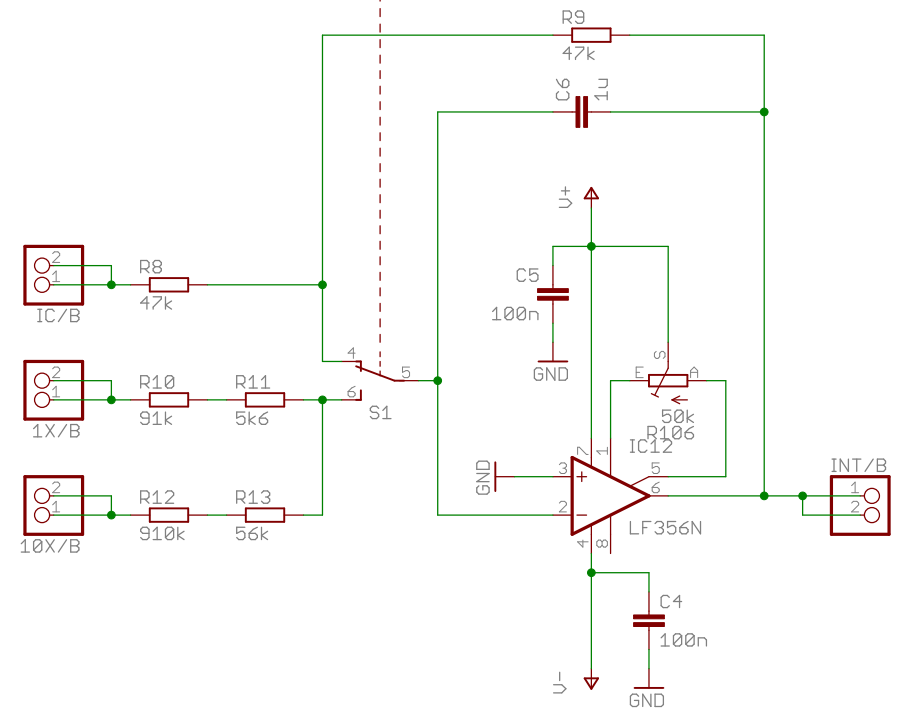 R9
47k
C6
1u
V+
C5
100n
GND
2
1
IC/B
R8
47k
4
5
6
S1
2
1
1X/B
R10
91k
R11
5k6
S
E
A
50k
R106
IC12
7
1
GND
3
+
5
6
2
-
LF356N
4
8
2
1
10X/B
R12
910k
R13
56k
INT/B
1
2
C4
100n
V-
GND